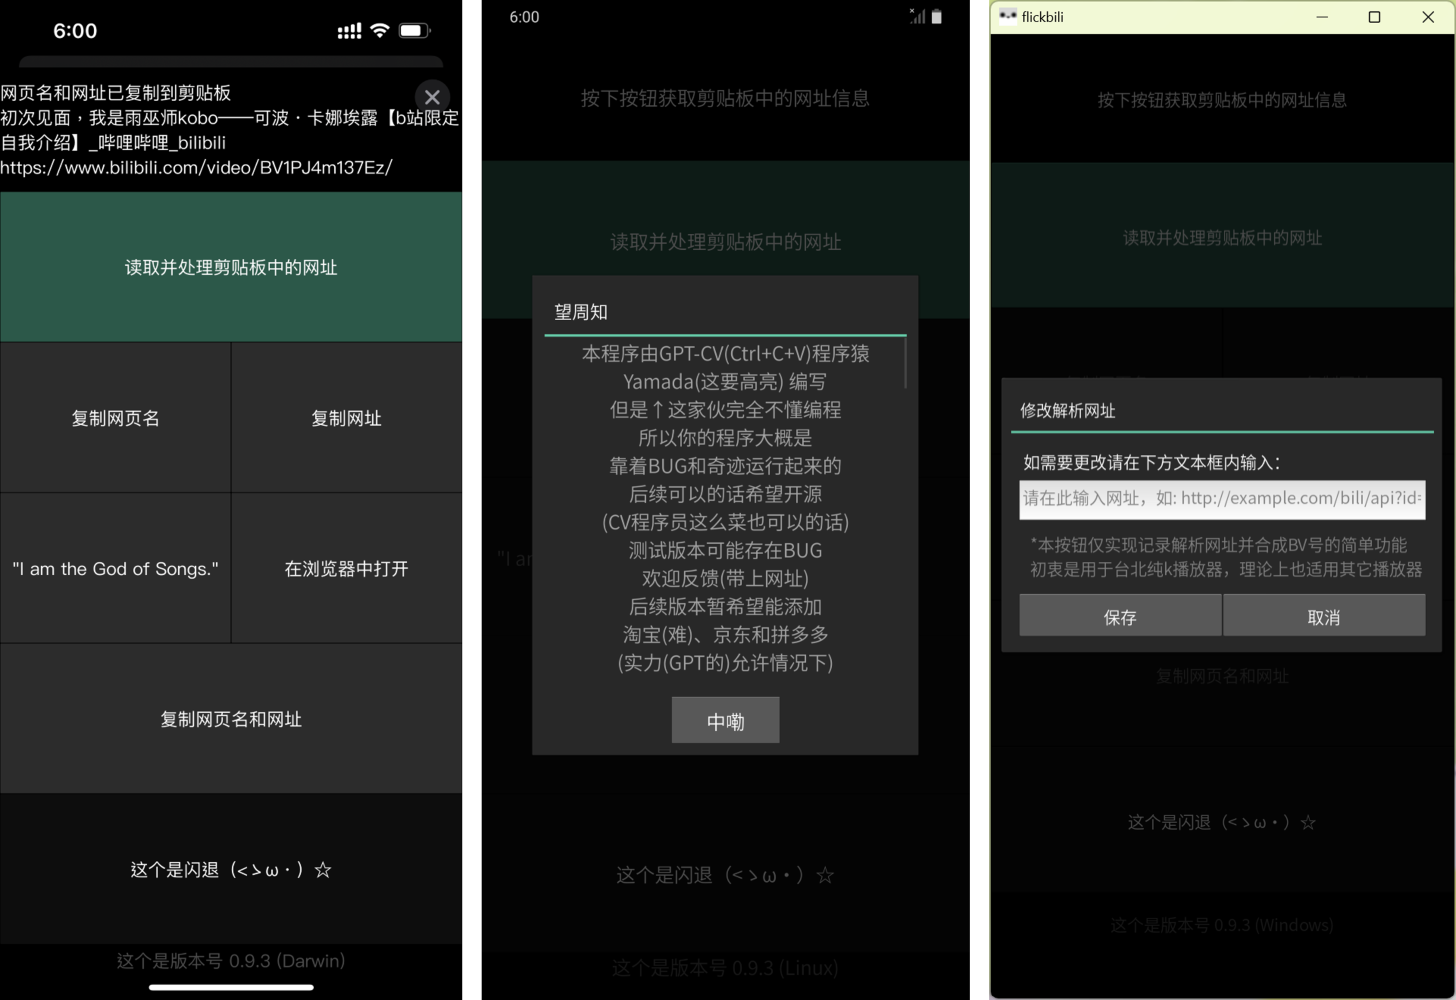 6:00
网页名和网址已复制到剪贴板
初次见面，我是雨巫师kobo——可波·卡娜埃露【b站限定
自我介绍】_哔哩哔哩_bilibili
https://www.bilibili.com/video/BV1PJ4m137Ez/
读取并处理剪贴板中的网址
复制网页名
复制网址
"I am the God of Songs."
在浏览器中打开
复制网页名和网址
这个是闪退（<ゝω·）☆
这个是版本号 0.9.3 (Darwin)
6:00
按下按钮获取剪贴板中的网址信息
读取并处理剪贴板中的网址
望周知
本程序由GPT-CV(Ctrl+C+V)程序猿
Yamada(这要高亮) 编写
但是↑这家伙完全不懂编程
所以你的程序大概是
靠着BUG和奇迹运行起来的
后续可以的话希望开源
(CV程序员这么菜也可以的话)
测试版本可能存在BUG
欢迎反馈(带上网址)
后续版本暂希望能添加
淘宝(难)、京东和拼多多
(实力(GPT的)允许情况下)
中嘞
"I am
这个是闪退（<ゝω·）☆
这个是版本号 0.9.3 (Linux)
flickbili
按下按钮获取剪贴板中的网址信息
读取并处理剪贴板中的网址
修改解析网址
如需要更改请在下方文本框内输入：
请在此输入网址，如: http://example.com/bili/api?id=
*本按钮仅实现记录解析网址并合成BV号的简单功能
初衷是用于台北纯k播放器，理论上也适用其它播放器
保存
取消
复制网页名和网址
这个是闪退（<ゝω·）☆
这个是版本号 0.9.3 (Windows)